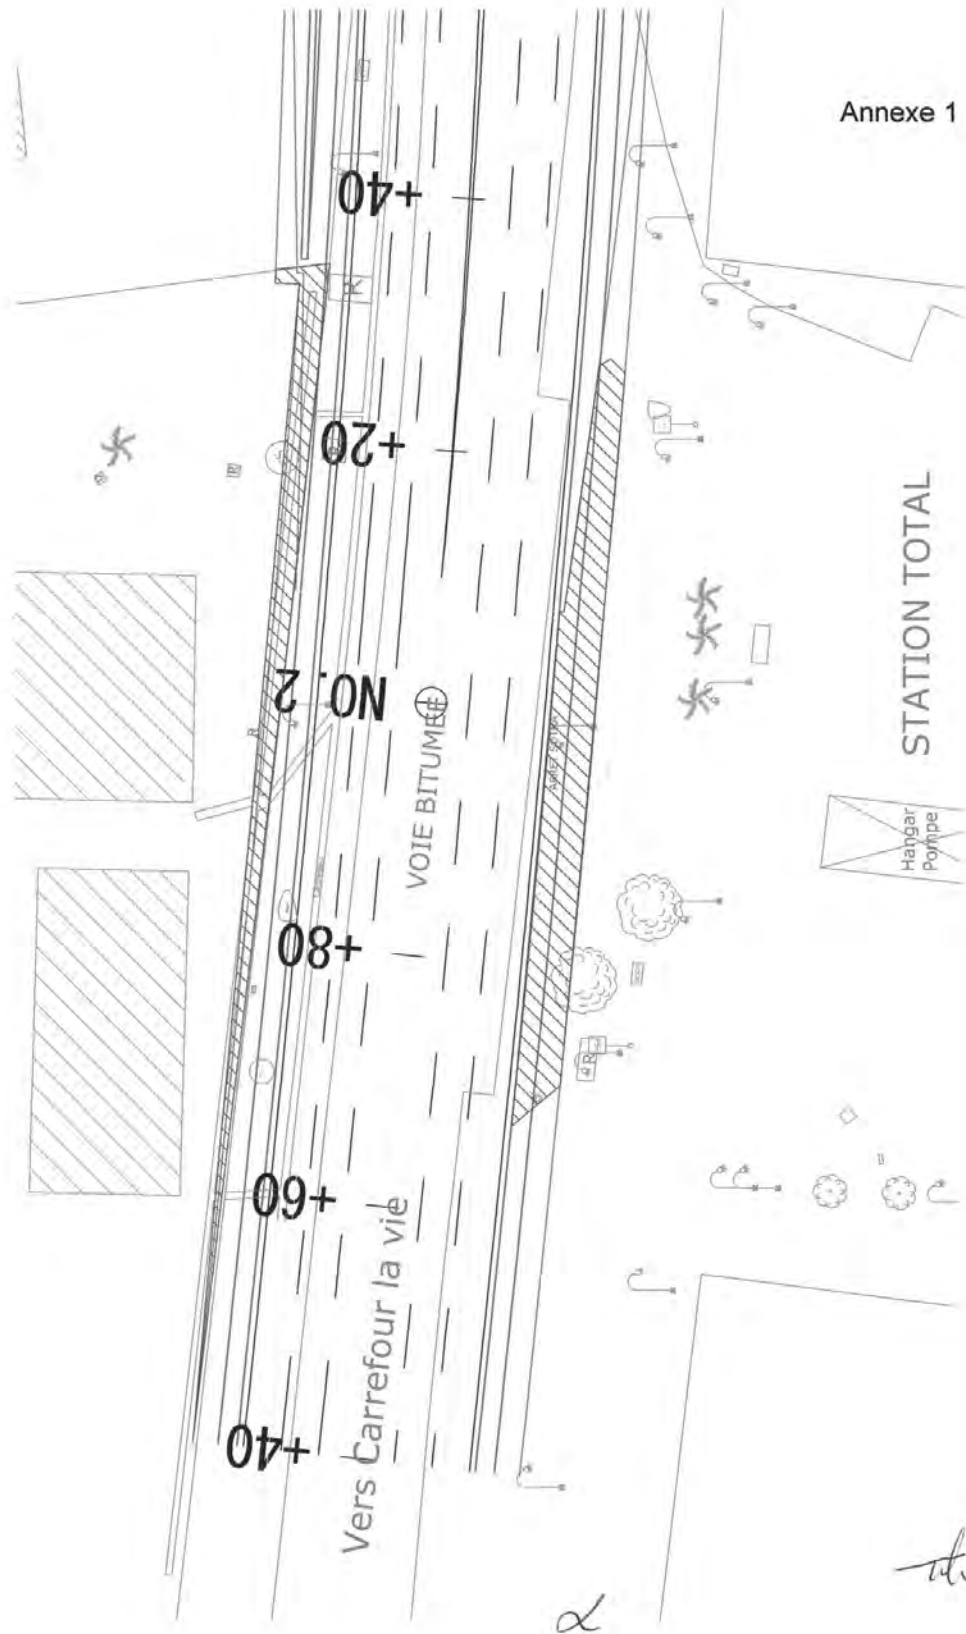 Annexe 1
+40
R
+20
R
STATION TOTAL
NO. 2
VOIE BITUMEE
R
Hangar
Pompe
+80
R
+60
Vers Carrefour la vie
+40